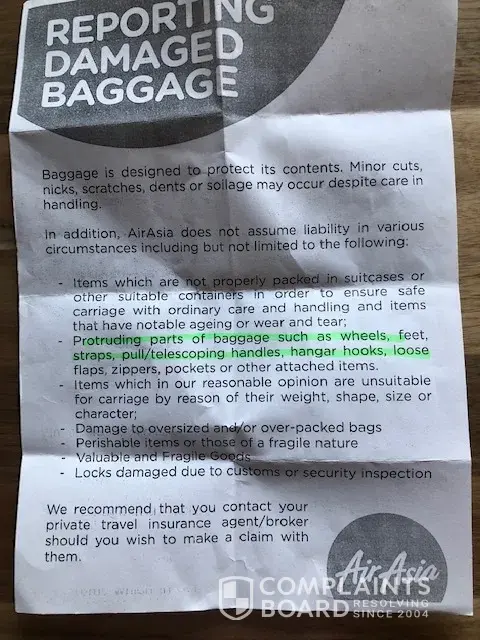 REPORTING
DAMAGED
BAGGAGE
Baggage is designed to protect its contents. Minor cuts,
nicks, scratches, dents or soilage may occur despite care in
handling.
In addition, AirAsia does not assume liability in various
circumstances including but not limited to the following:
- Items which are not properly packed in suitcases or
other suitable containers in order to ensure safe
carriage with ordinary care and handling and items
that have notable ageing or wear and tear;
- Protruding parts of baggage such as wheels, feet,
straps, pull/telescoping handles, hangar hooks, loose
flaps, zippers, pockets or other attached items.
- Items which in our reasonable opinion are unsuitable
for carriage by reason of their weight, shape, size or
character;
- Damage to oversized and/or over-packed bags
- Perishable items or those of a fragile nature
- Valuable and Fragile Goods
- Locks damaged due to customs or security inspection
We recommend that you contact your
private travel insurance agent/broker
should you wish to make a claim with
them.
AirAsia
COMPLAINTS
BOARD RESOLVING
SINCE 2004